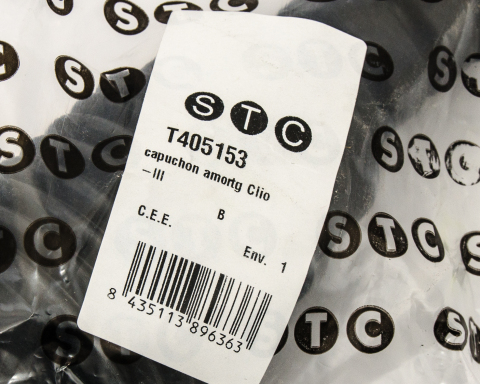 STC
T405153
capuchon amortg Clio
-III
C.E.E. B
Env. 1
8 435113 896363